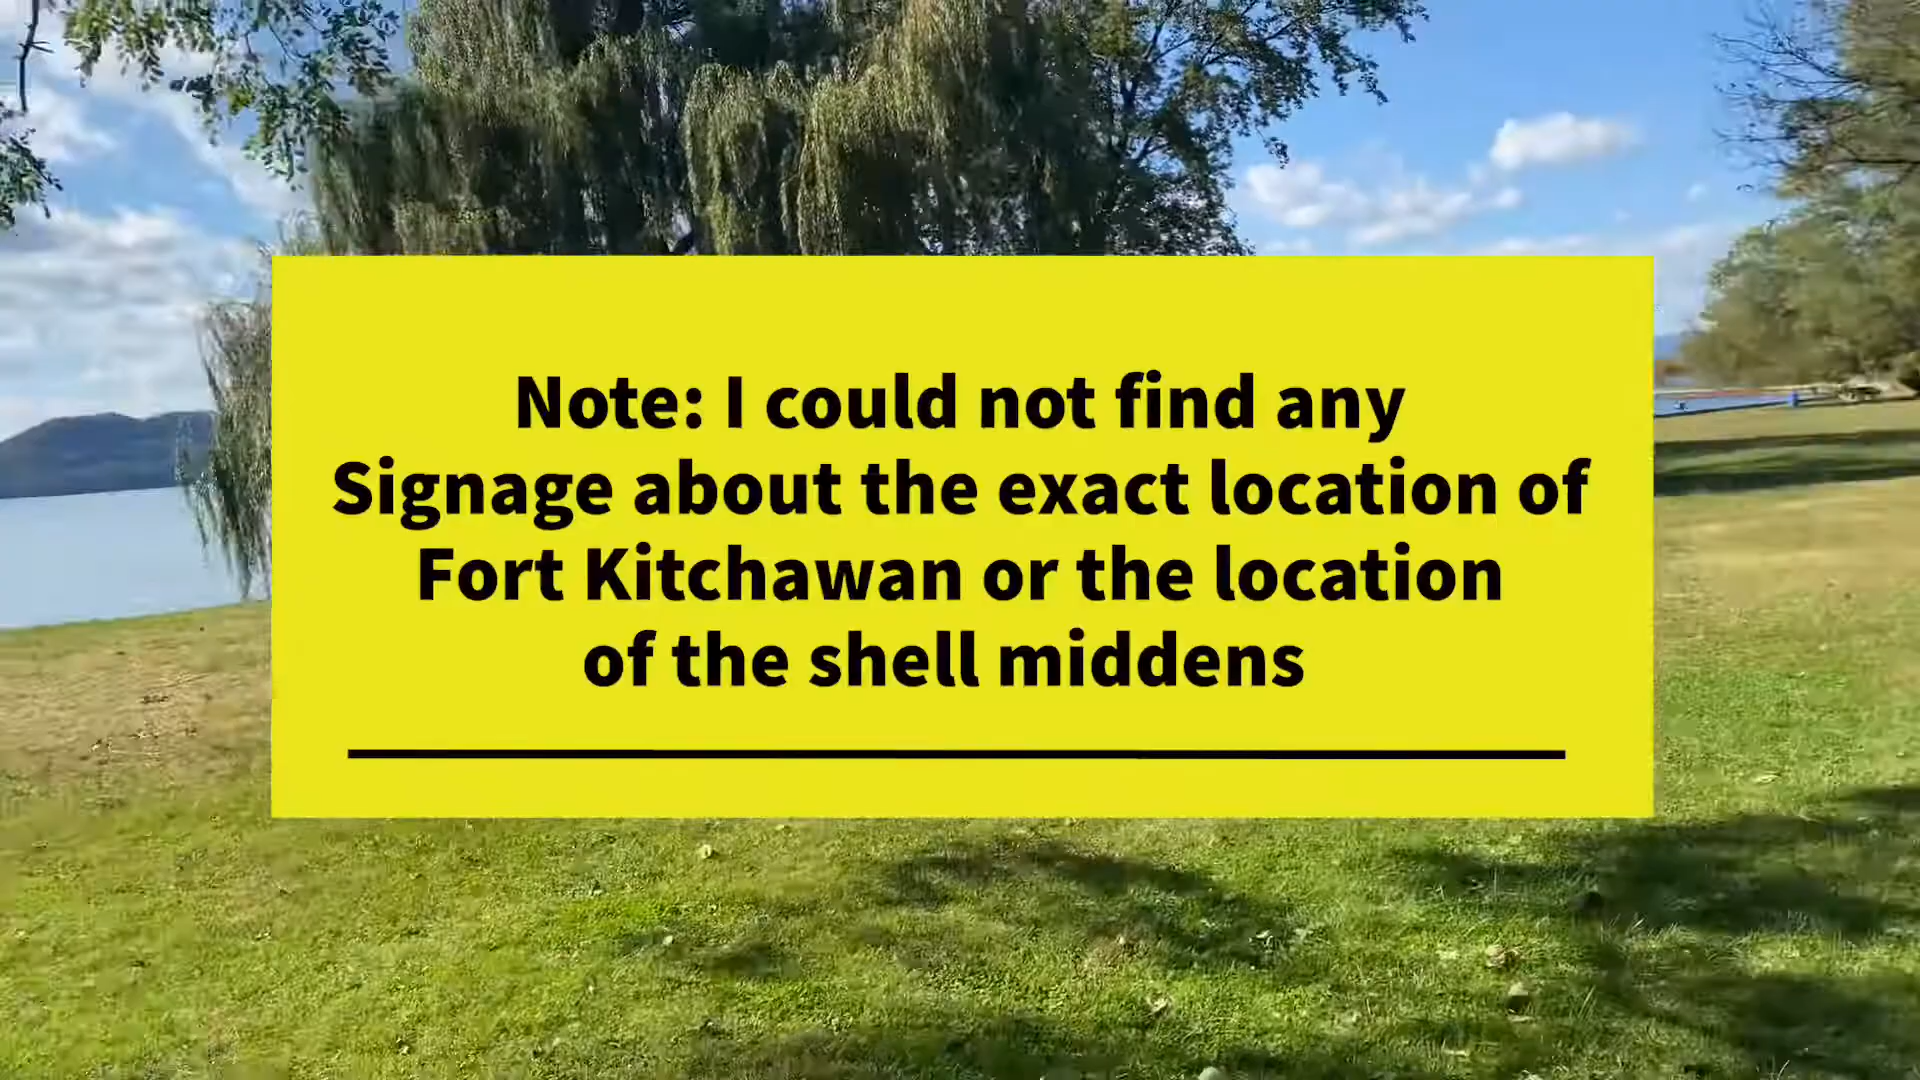 Note: I could not find any
Signage about the exact location of
Fort Kitchawan or the location
of the shell middens